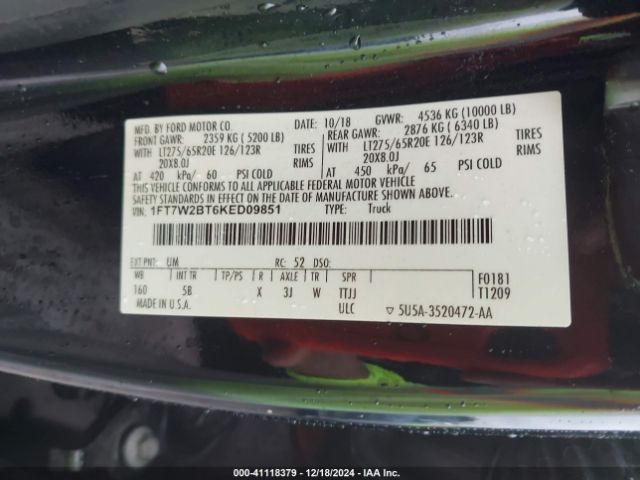 MFD. BY FORD MOTOR CO. 10/18 GVWR: 4536 KG (10000 LB)
FRONT GAWR: 2359 KG ( 5200 LB) REAR GAWR: 2876 KG ( 6340 LB)
WITH LT275/65R20E 126/123R TIRES WITH LT275/65R20E 126/123R TIRES
20X8.0J RIMS 20X8.0J RIMS
AT 420 kPa/ 60 PSI COLD AT 450 kPa/ 65 PSI COLD
THIS VEHICLE CONFORMS TO ALL APPLICABLE FEDERAL MOTOR VEHICLE
SAFETY STANDARDS IN EFFECT ON THE DATE OF MANUFACTURE SHOWN ABOVE.
VIN: 1FT7W2BT6KED09851 TYPE: Truck
EXT PNT: UM RC: 52 DSO:
WB INT TR TP/PS R AXLE TR SPR F0181
160 5B X 3J W TTJJ T1209
MADE IN U.S.A. ULC ▽ 5U5A-3520472-AA
000-41118379 - 12/18/2024 - IAA Inc.